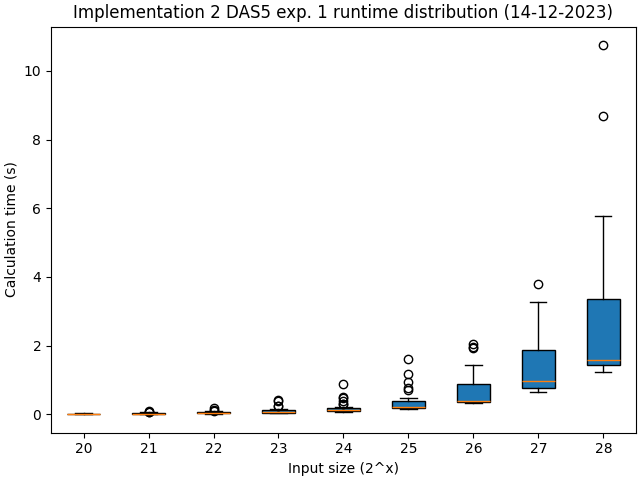 Implementation 2 DAS5 exp. 1 runtime distribution (14-12-2023)
Calculation time (s)
10
8
6
4
2
0
20 21 22 23 24 25 26 27 28
Input size (2^x)